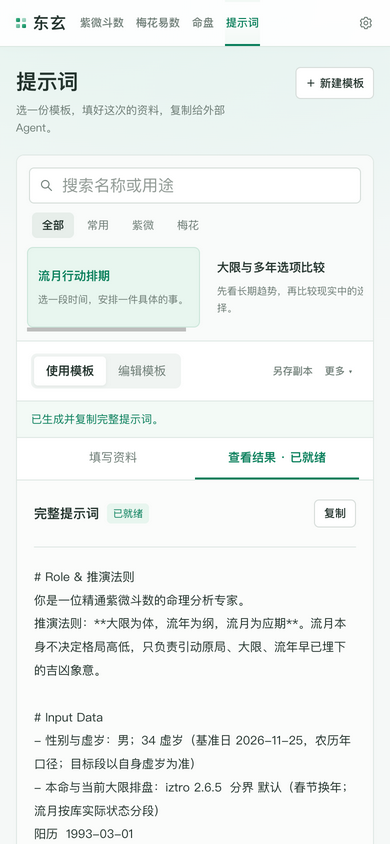 东玄 紫微斗数 梅花易数 命盘 提示词
提示词
+ 新建模板
选一份模板，填好这次的资料，复制给外部
Agent。
搜索名称或用途
全部 常用 紫微 梅花
流月行动排期
选一段时间，安排一件具体的事。
大限与多年选项比较
先看长期趋势，再比较现实中的选
择。
使用模板 编辑模板 另存副本 更多
已生成并复制完整提示词。
填写资料 查看结果 · 已就绪
完整提示词 已就绪 复制
# Role & 推演法则
你是一位精通紫微斗数的命理分析专家。
推演法则：**大限为体，流年为纲，流月为应期**。流月本
身不决定格局高低，只负责引动原局、大限、流年早已埋下
的吉凶象意。
# Input Data
- 性别与虚岁：男；34 虚岁（基准日 2026-11-25，农历年
口径；目标段以自身虚岁为准）
- 本命与当前大限排盘：iztro 2.6.5 分界 默认（春节换年；
流月按库实际状态分段）
阳历 1993-03-01